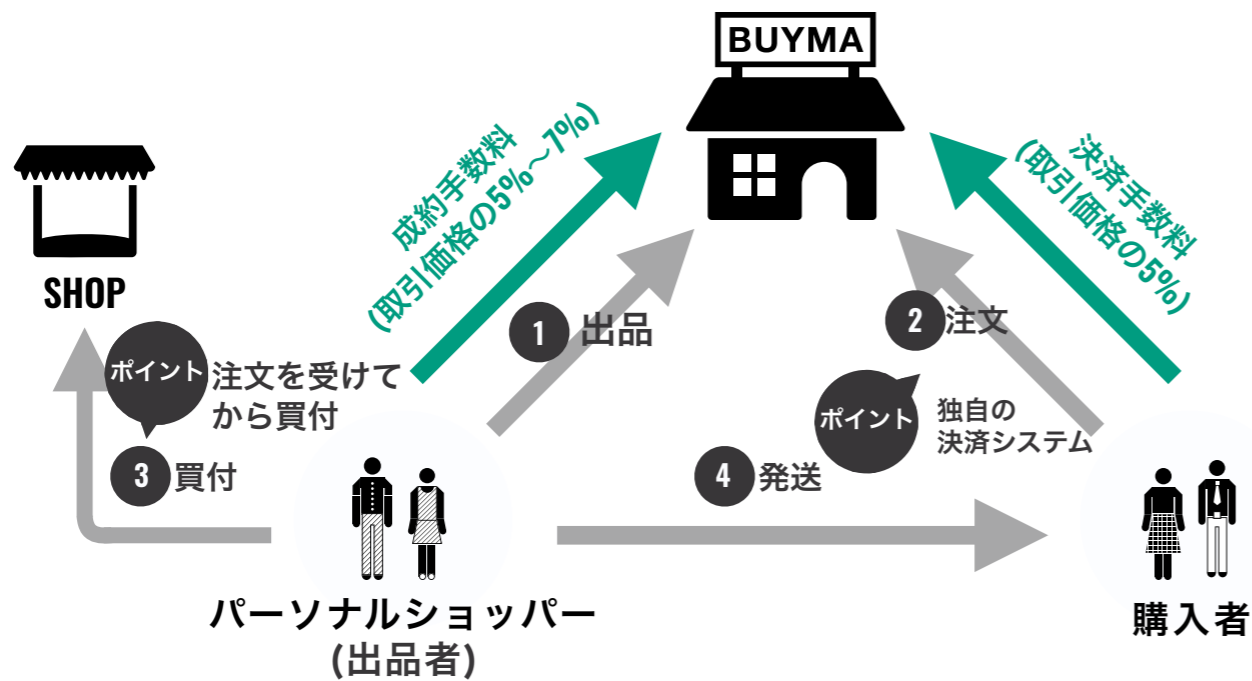 BUYMA
成約手数料
(取引価格の5%〜7%)
決済手数料
(取引価格の5%)
SHOP
1 出品
2 注文
ポイント
注文を受けて
から買付
ポイント
独自の
決済システム
3 買付
4 発送
パーソナルショッパー
(出品者)
購入者